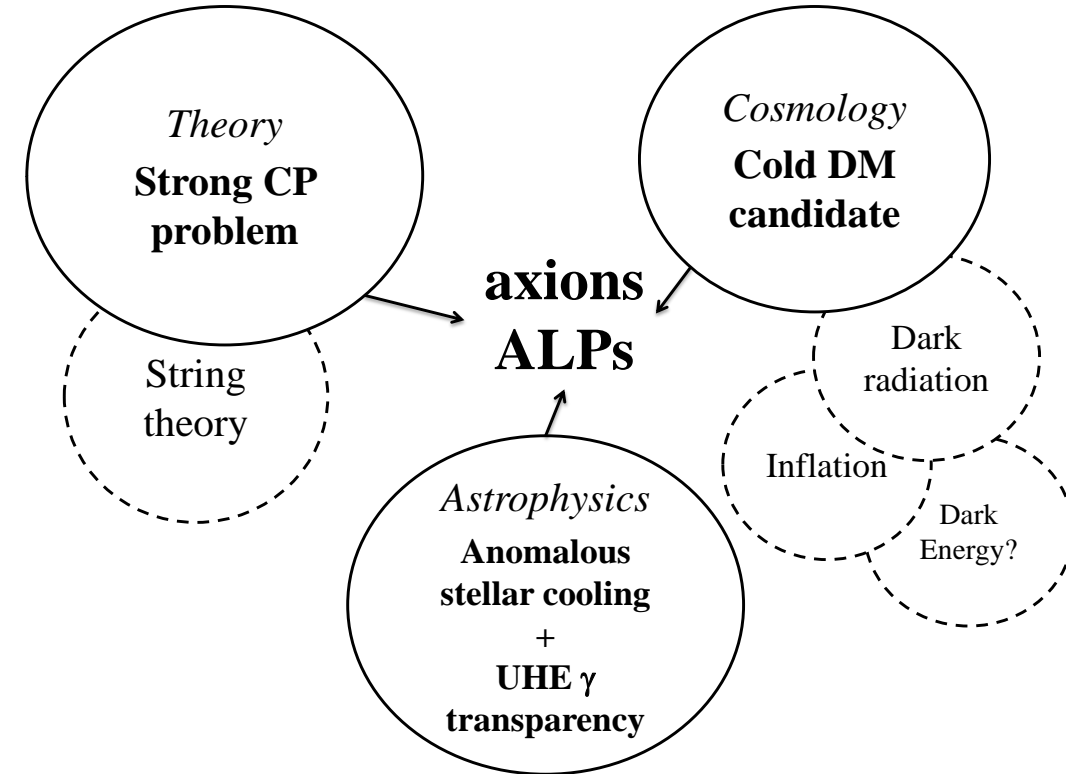 Theory
Strong CP
problem
Cosmology
Cold DM
candidate
axions
ALPs
String
theory
Dark
radiation
Inflation
Dark
Energy?
Astrophysics
Anomalous
stellar cooling
+
UHE γ
transparency